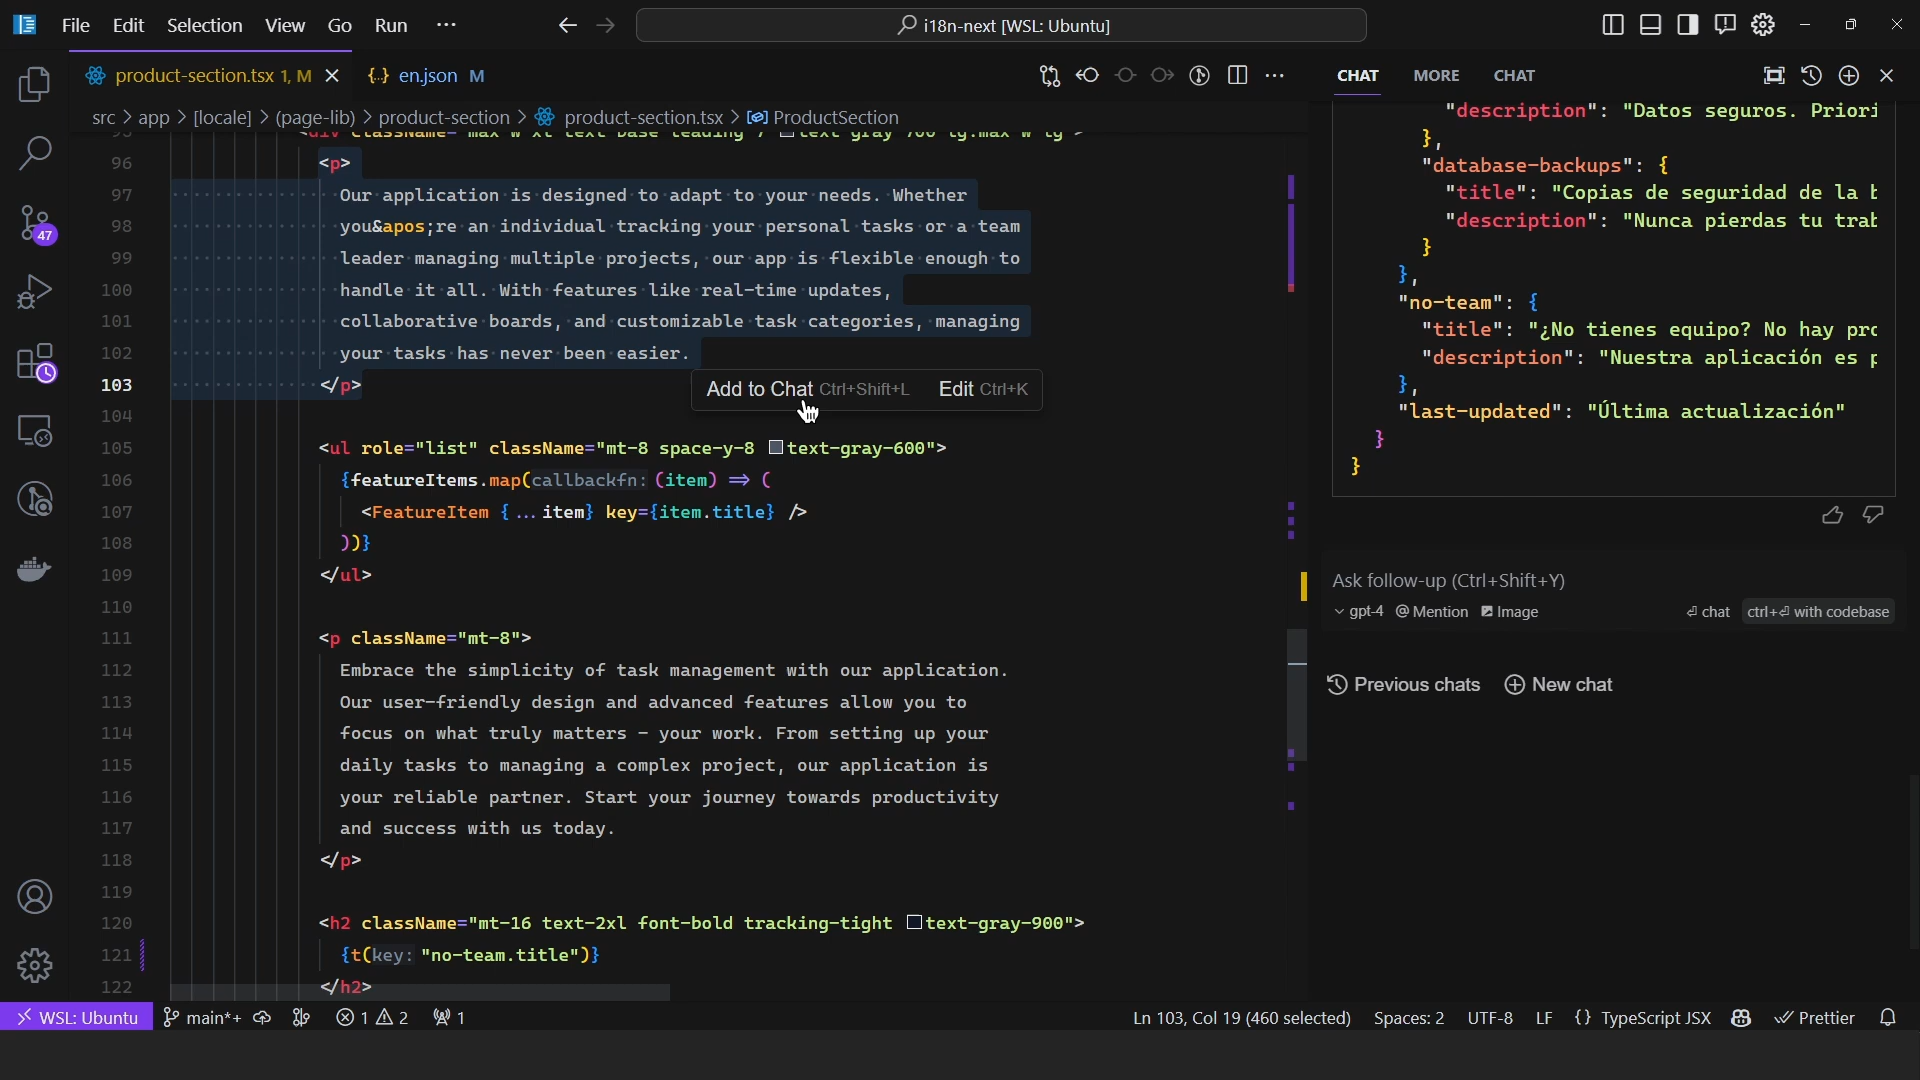 File Edit Selection View Go Run ···
i18n-next [WSL: Ubuntu]
product-section.tsx 1, M
{..} en.json M
CHAT MORE CHAT
src > app > [locale] > (page-lib) > product-section > product-section.tsx > ProductSection
96 <p>
97 Our application is designed to adapt to your needs. Whether
98 you&apos;re an individual tracking your personal tasks or a team
99 leader managing multiple projects, our app is flexible enough to
100 handle it all. With features like real-time updates,
101 collaborative boards, and customizable task categories, managing
102 your tasks has never been easier.
103 </p>
Add to Chat Ctrl+Shift+L Edit Ctrl+K
104
105 <ul role="list" className="mt-8 space-y-8 text-gray-600">
106 {featureItems.map(callbackfn: (item) => (
107 <FeatureItem {...item} key={item.title} />
108 ))}
109 </ul>
110
111 <p className="mt-8">
112 Embrace the simplicity of task management with our application.
113 Our user-friendly design and advanced features allow you to
114 focus on what truly matters - your work. From setting up your
115 daily tasks to managing a complex project, our application is
116 your reliable partner. Start your journey towards productivity
117 and success with us today.
118 </p>
119
120 <h2 className="mt-16 text-2xl font-bold tracking-tight text-gray-900">
121 {t(key: "no-team.title")}
122 </h2>
"description": "Datos seguros. Priori
},
"database-backups": {
"title": "Copias de seguridad de la b
"description": "Nunca pierdas tu trab
}
},
"no-team": {
"title": "¿No tienes equipo? No hay pro
"description": "Nuestra aplicación es p
},
"last-updated": "Última actualización"
}
}
Ask follow-up (Ctrl+Shift+Y)
gpt-4 @ Mention Image chat ctrl+⏎ with codebase
Previous chats New chat
47
WSL: Ubuntu main*+ 1 2 1
Ln 103, Col 19 (460 selected) Spaces: 2 UTF-8 LF {} TypeScript JSX Prettier